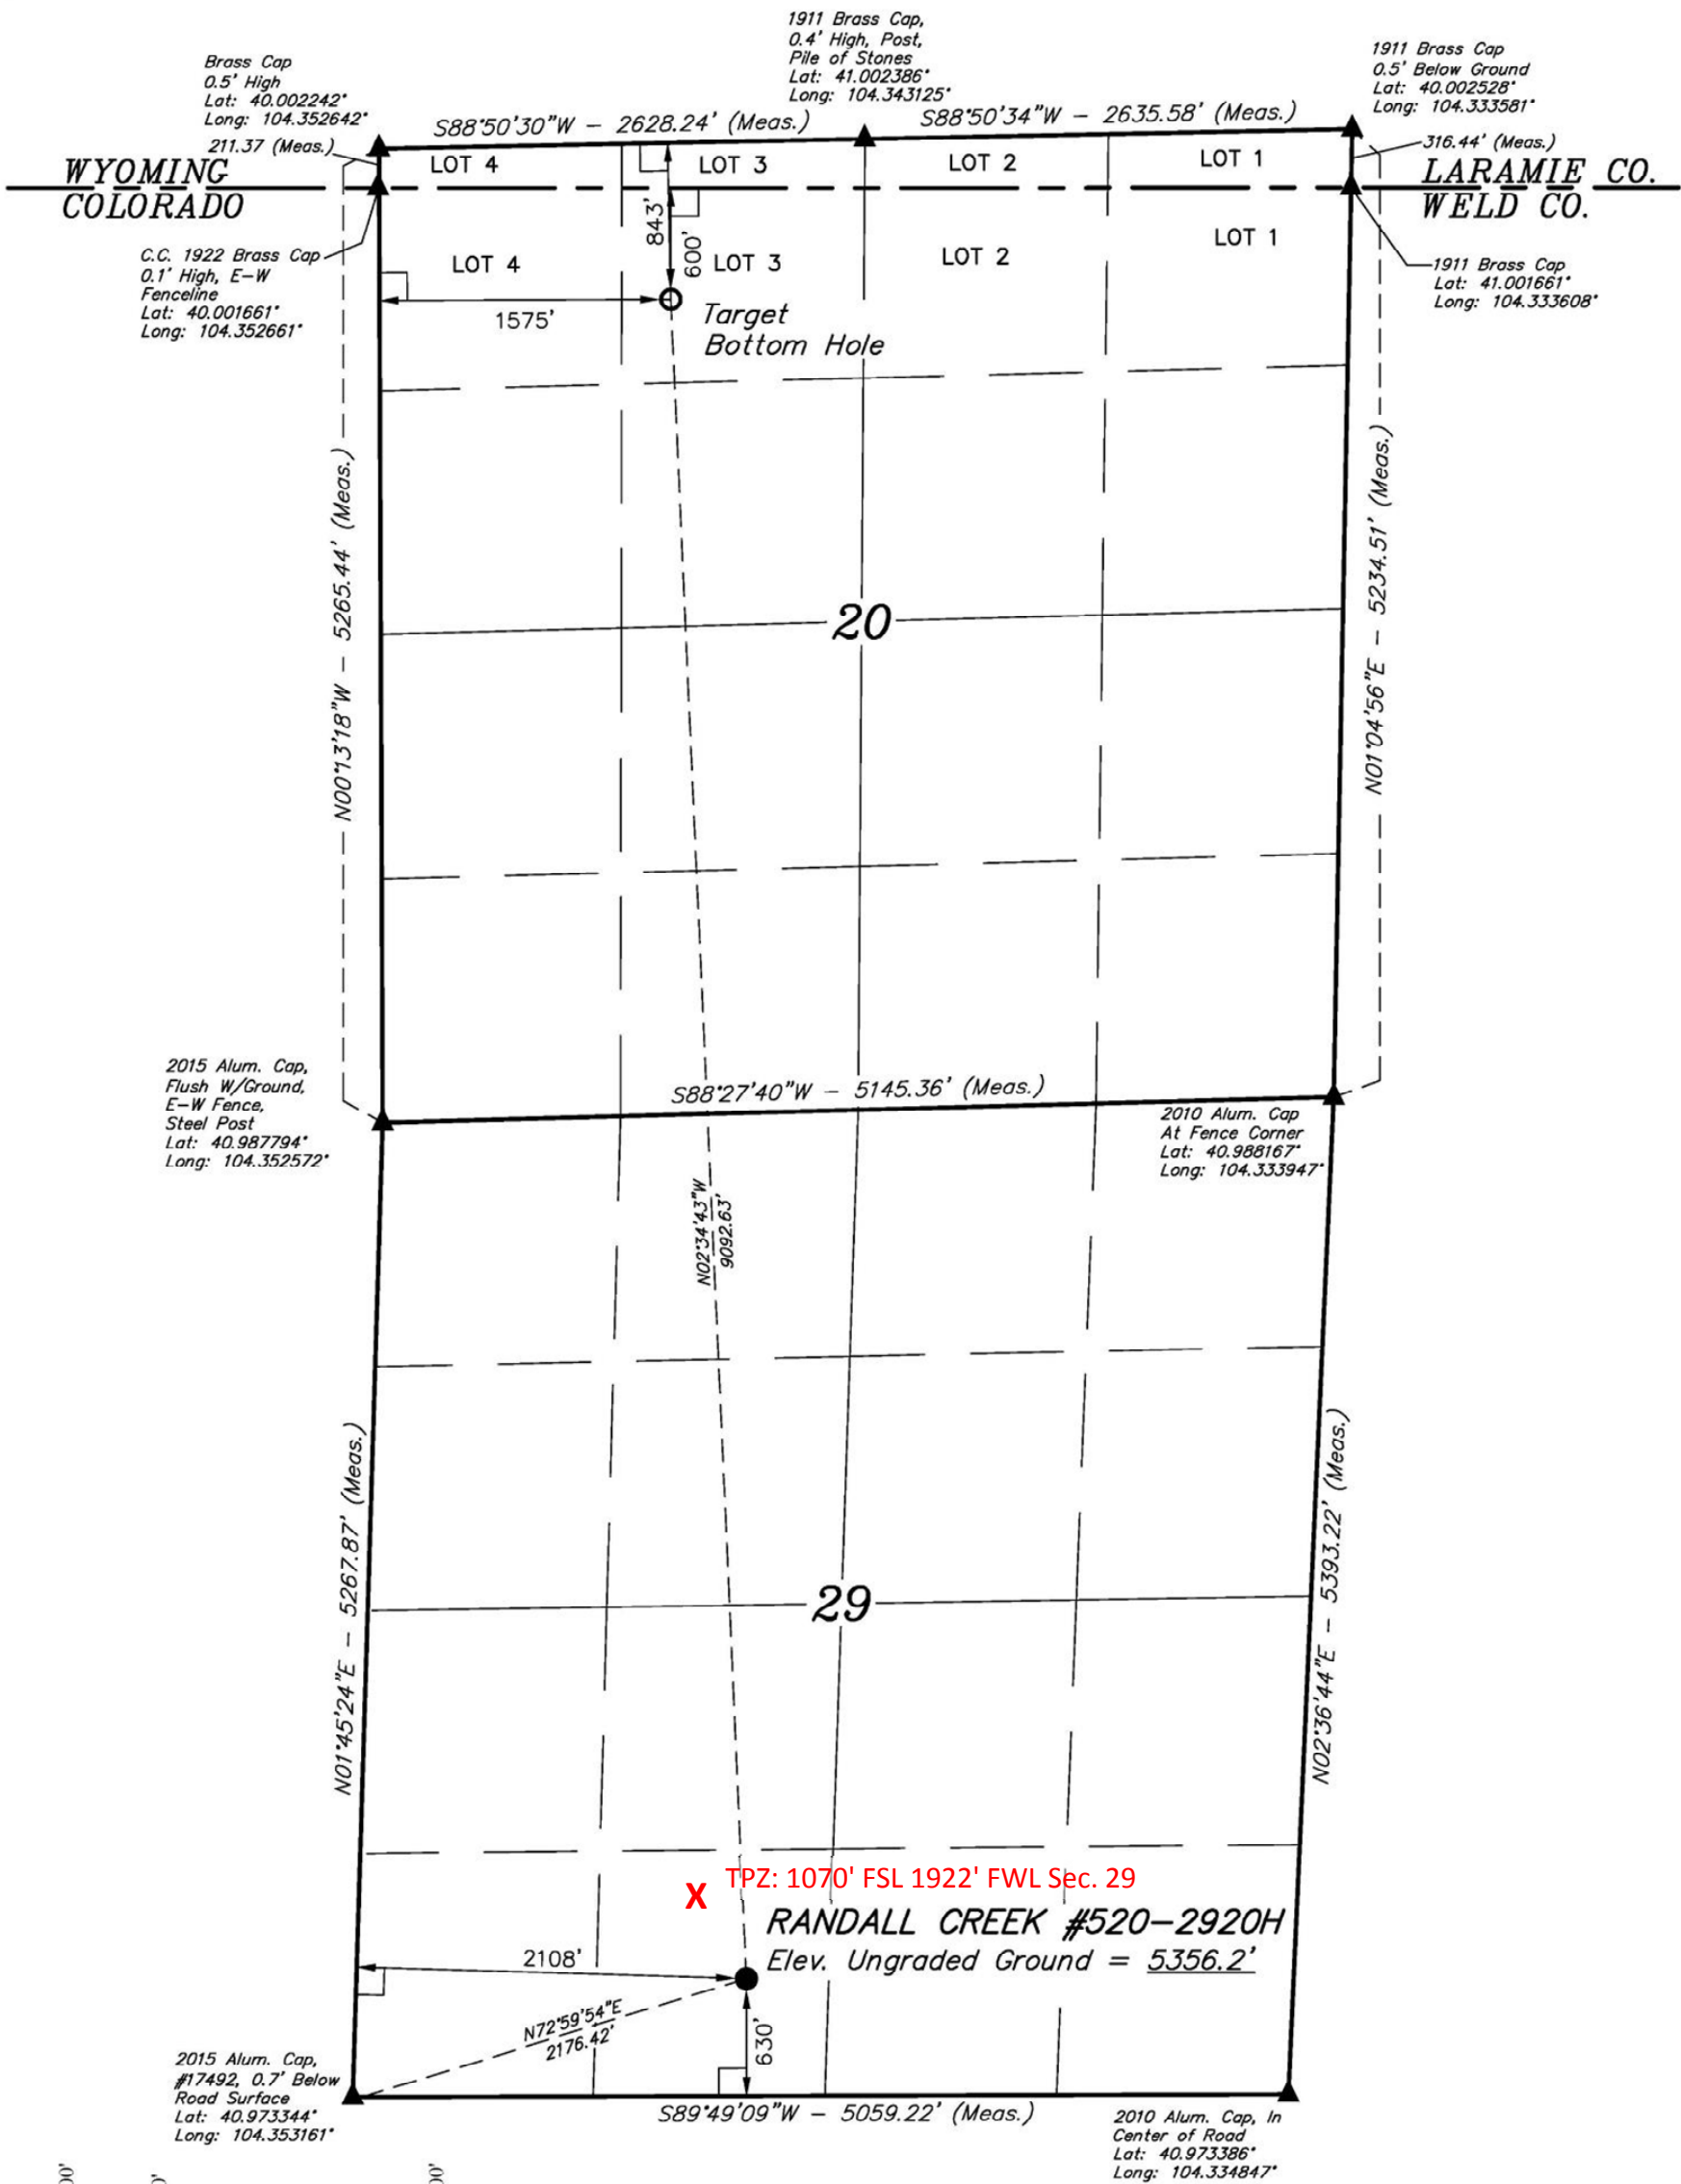 1911 Brass Cap,
0.4' High, Post,
Pile of Stones
Lat: 41.002386°
Long: 104.343125°
Brass Cap
0.5' High
Lat: 40.002242°
Long: 104.352642°
1911 Brass Cap
0.5' Below Ground
Lat: 40.002528°
Long: 104.333581°
S88°50'30"W - 2628.24' (Meas.)
S88°50'34"W - 2635.58' (Meas.)
211.37 (Meas.)
316.44' (Meas.)
LOT 4
LOT 3
LOT 2
LOT 1
WYOMING
COLORADO
LARAMIE CO.
WELD CO.
C.C. 1922 Brass Cap
0.1' High, E-W
Fenceline
Lat: 40.001661°
Long: 104.352661°
LOT 4
843'
600'
LOT 3
LOT 2
LOT 1
1911 Brass Cap
Lat: 41.001661°
Long: 104.333608°
1575'
Target
Bottom Hole
N00°13'18"W - 5265.44' (Meas.)
N01°04'56"E - 5234.51' (Meas.)
20
2015 Alum. Cap,
Flush W/Ground,
E-W Fence,
Steel Post
Lat: 40.987794°
Long: 104.352572°
S88°27'40"W - 5145.36' (Meas.)
2010 Alum. Cap
At Fence Corner
Lat: 40.988167°
Long: 104.333947°
N02°34'43"W
9092.63'
N01°45'24"E - 5267.87' (Meas.)
N02°36'44"E - 5393.22' (Meas.)
29
X TPZ: 1070' FSL 1922' FWL Sec. 29
RANDALL CREEK #520-2920H
Elev. Ungraded Ground = 5356.2'
2108'
N72°59'54"E
2176.42'
630'
2015 Alum. Cap,
#17492, 0.7' Below
Road Surface
Lat: 40.973344°
Long: 104.353161°
S89°49'09"W - 5059.22' (Meas.)
2010 Alum. Cap, In
Center of Road
Lat: 40.973386°
Long: 104.334847°